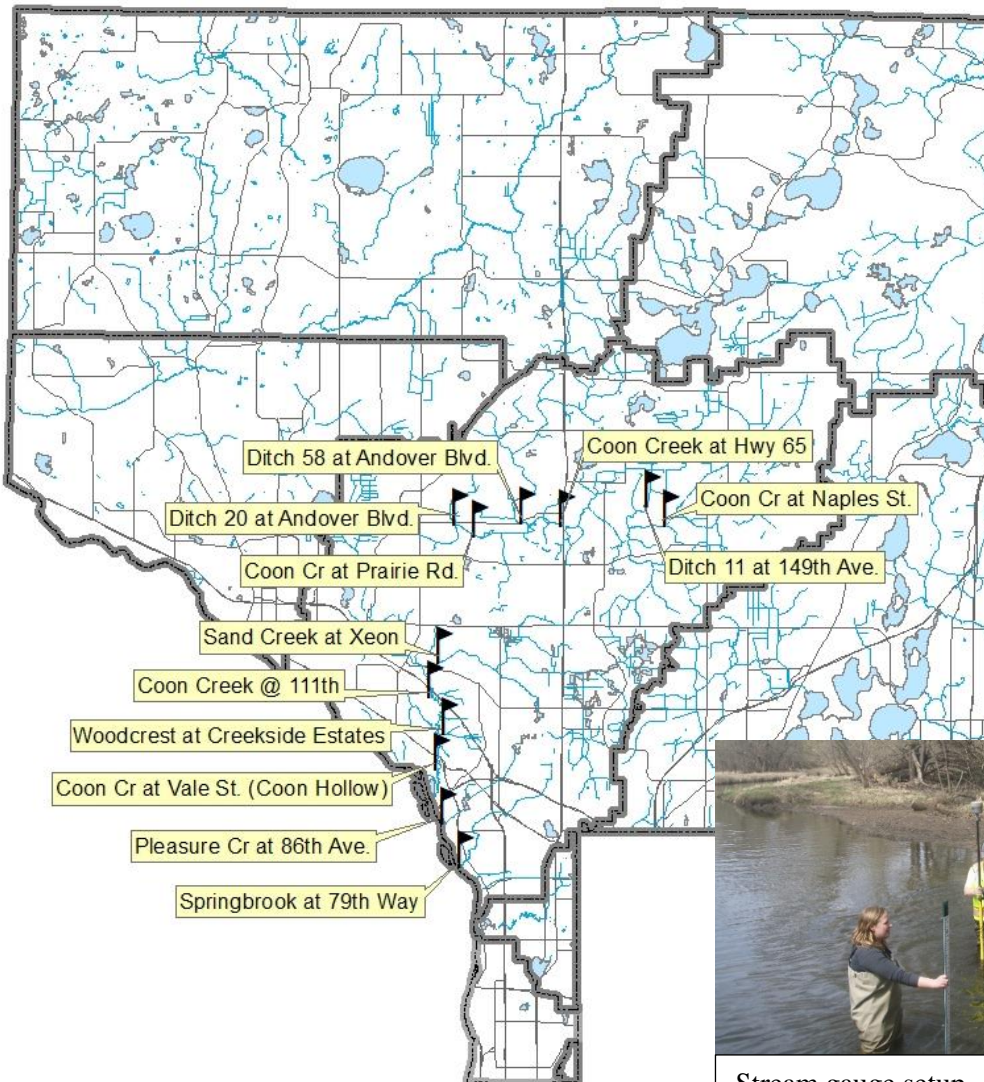 Ditch 58 at Andover Blvd.
Coon Creek at Hwy 65
Ditch 20 at Andover Blvd.
Coon Cr at Naples St.
Coon Cr at Prairie Rd.
Ditch 11 at 149th Ave.
Sand Creek at Xeon
Coon Creek @ 111th
Woodcrest at Creekside Estates
Coon Cr at Vale St. (Coon Hollow)
Pleasure Cr at 86th Ave.
Springbrook at 79th Way
Stream gauge setup